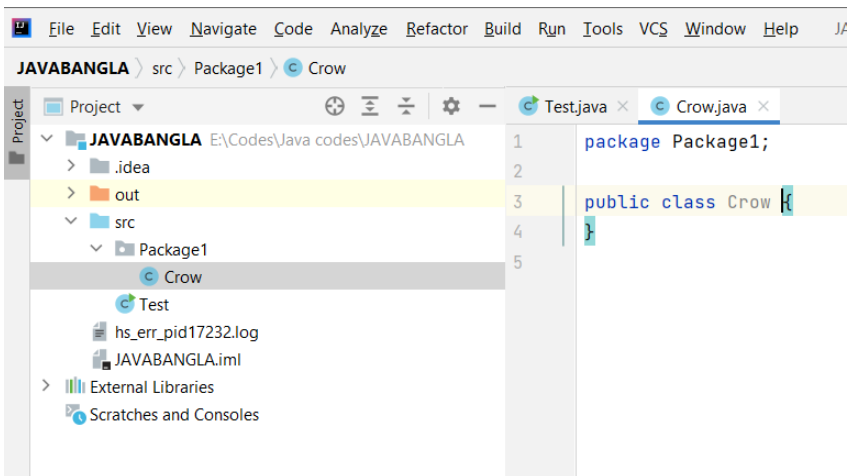 File Edit View Navigate Code Analyze Refactor Build Run Tools VCS Window Help JA
JAVABANGLA src Package1 Crow
Project
Project
Test.java
Crow.java
JAVABANGLA E:\Codes\Java codes\JAVABANGLA
.idea
out
src
Package1
Crow
Test
hs_err_pid17232.log
JAVABANGLA.iml
External Libraries
Scratches and Consoles
1 package Package1;
2
3 public class Crow {
4 }
5